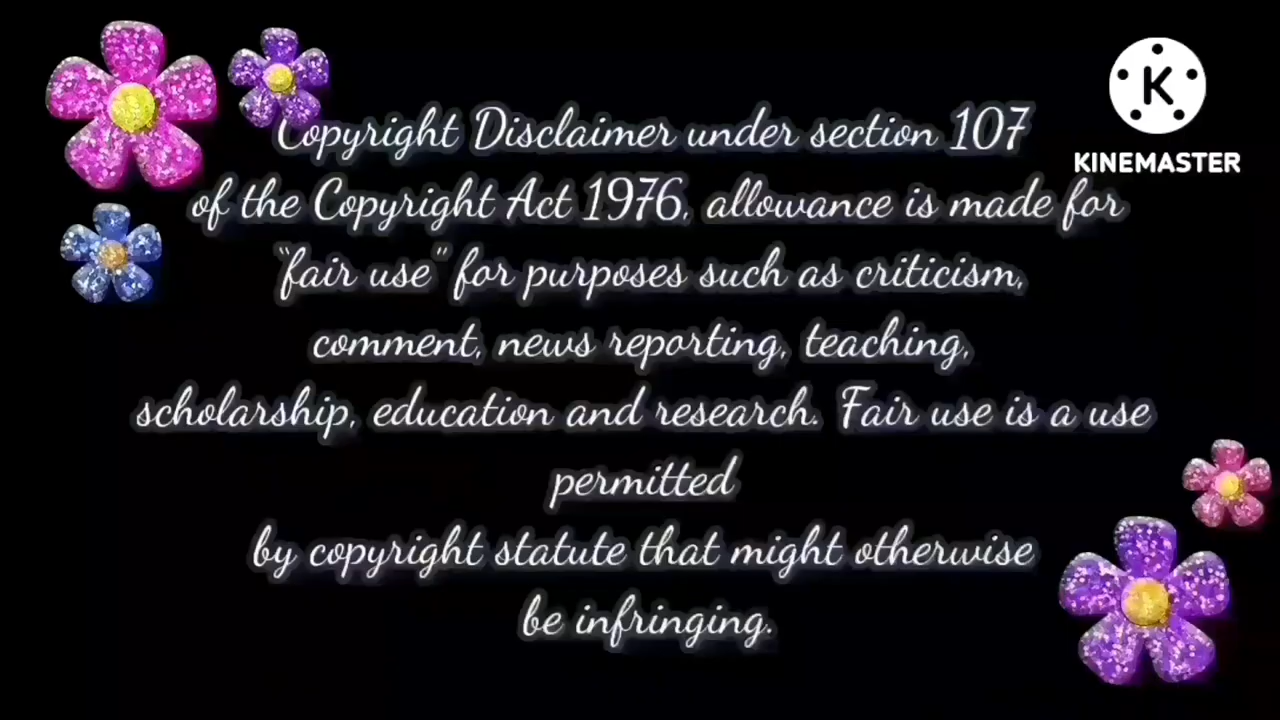 Copyright Disclaimer under section 107
of the Copyright Act 1976, allowance is made for
"fair use" for purposes such as criticism,
comment, news reporting, teaching,
scholarship, education and research. Fair use is a use
permitted
by copyright statute that might otherwise
be infringing.
K
KINEMASTER